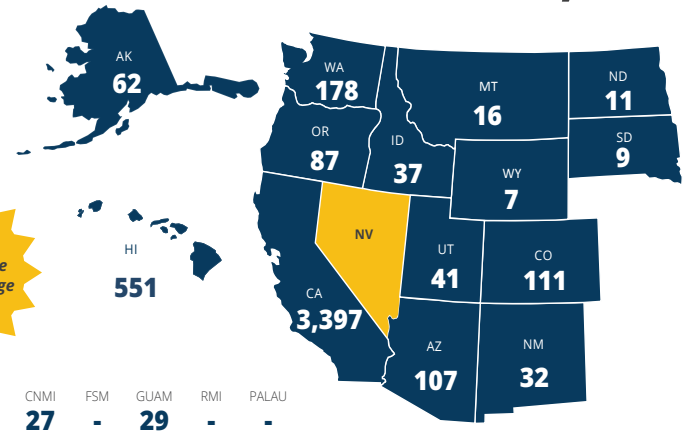 AK
62
WA
178
MT
16
ND
11
OR
87
ID
37
SD
9
WY
7
NV
HI
551
UT
41
CO
111
CA
3,397
AZ
107
NM
32
CNMI FSM GUAM RMI PALAU
27 - 29 - -